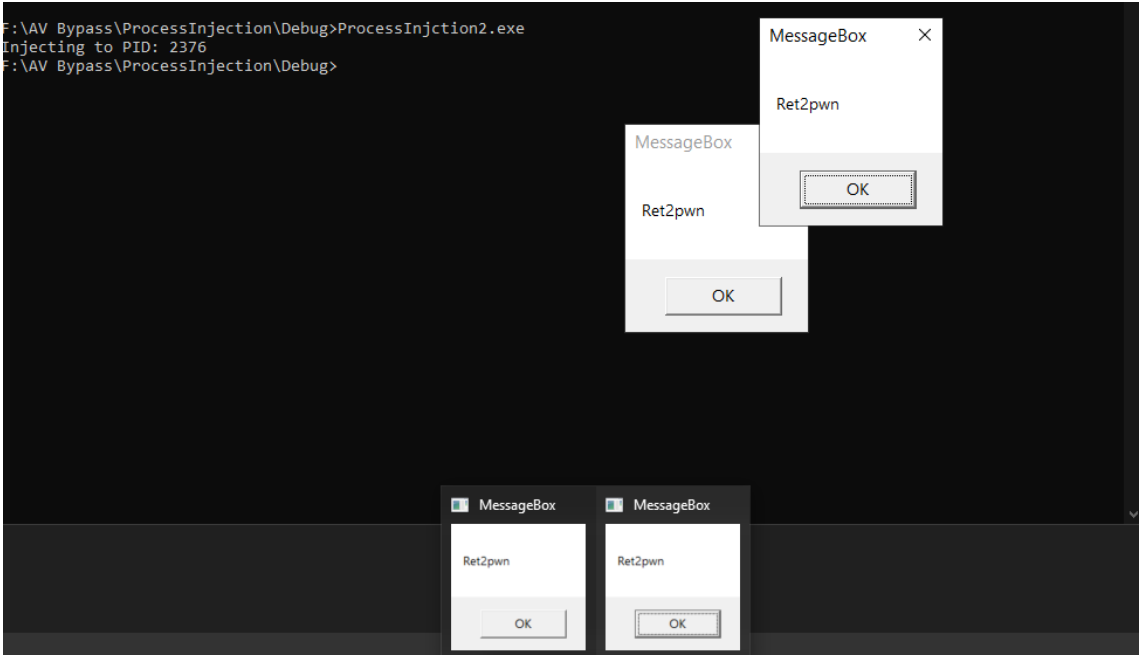 F:\AV Bypass\ProcessInjection\Debug>ProcessInjction2.exe
Injecting to PID: 2376
F:\AV Bypass\ProcessInjection\Debug>
MessageBox
Ret2pwn
OK
MessageBox
Ret2pwn
OK
MessageBox
Ret2pwn
OK
MessageBox
Ret2pwn
OK